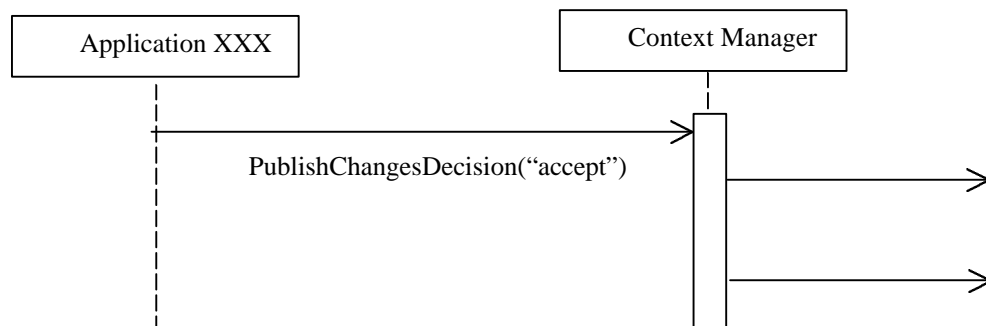 Application XXX
Context Manager
PublishChangesDecision(“accept”)